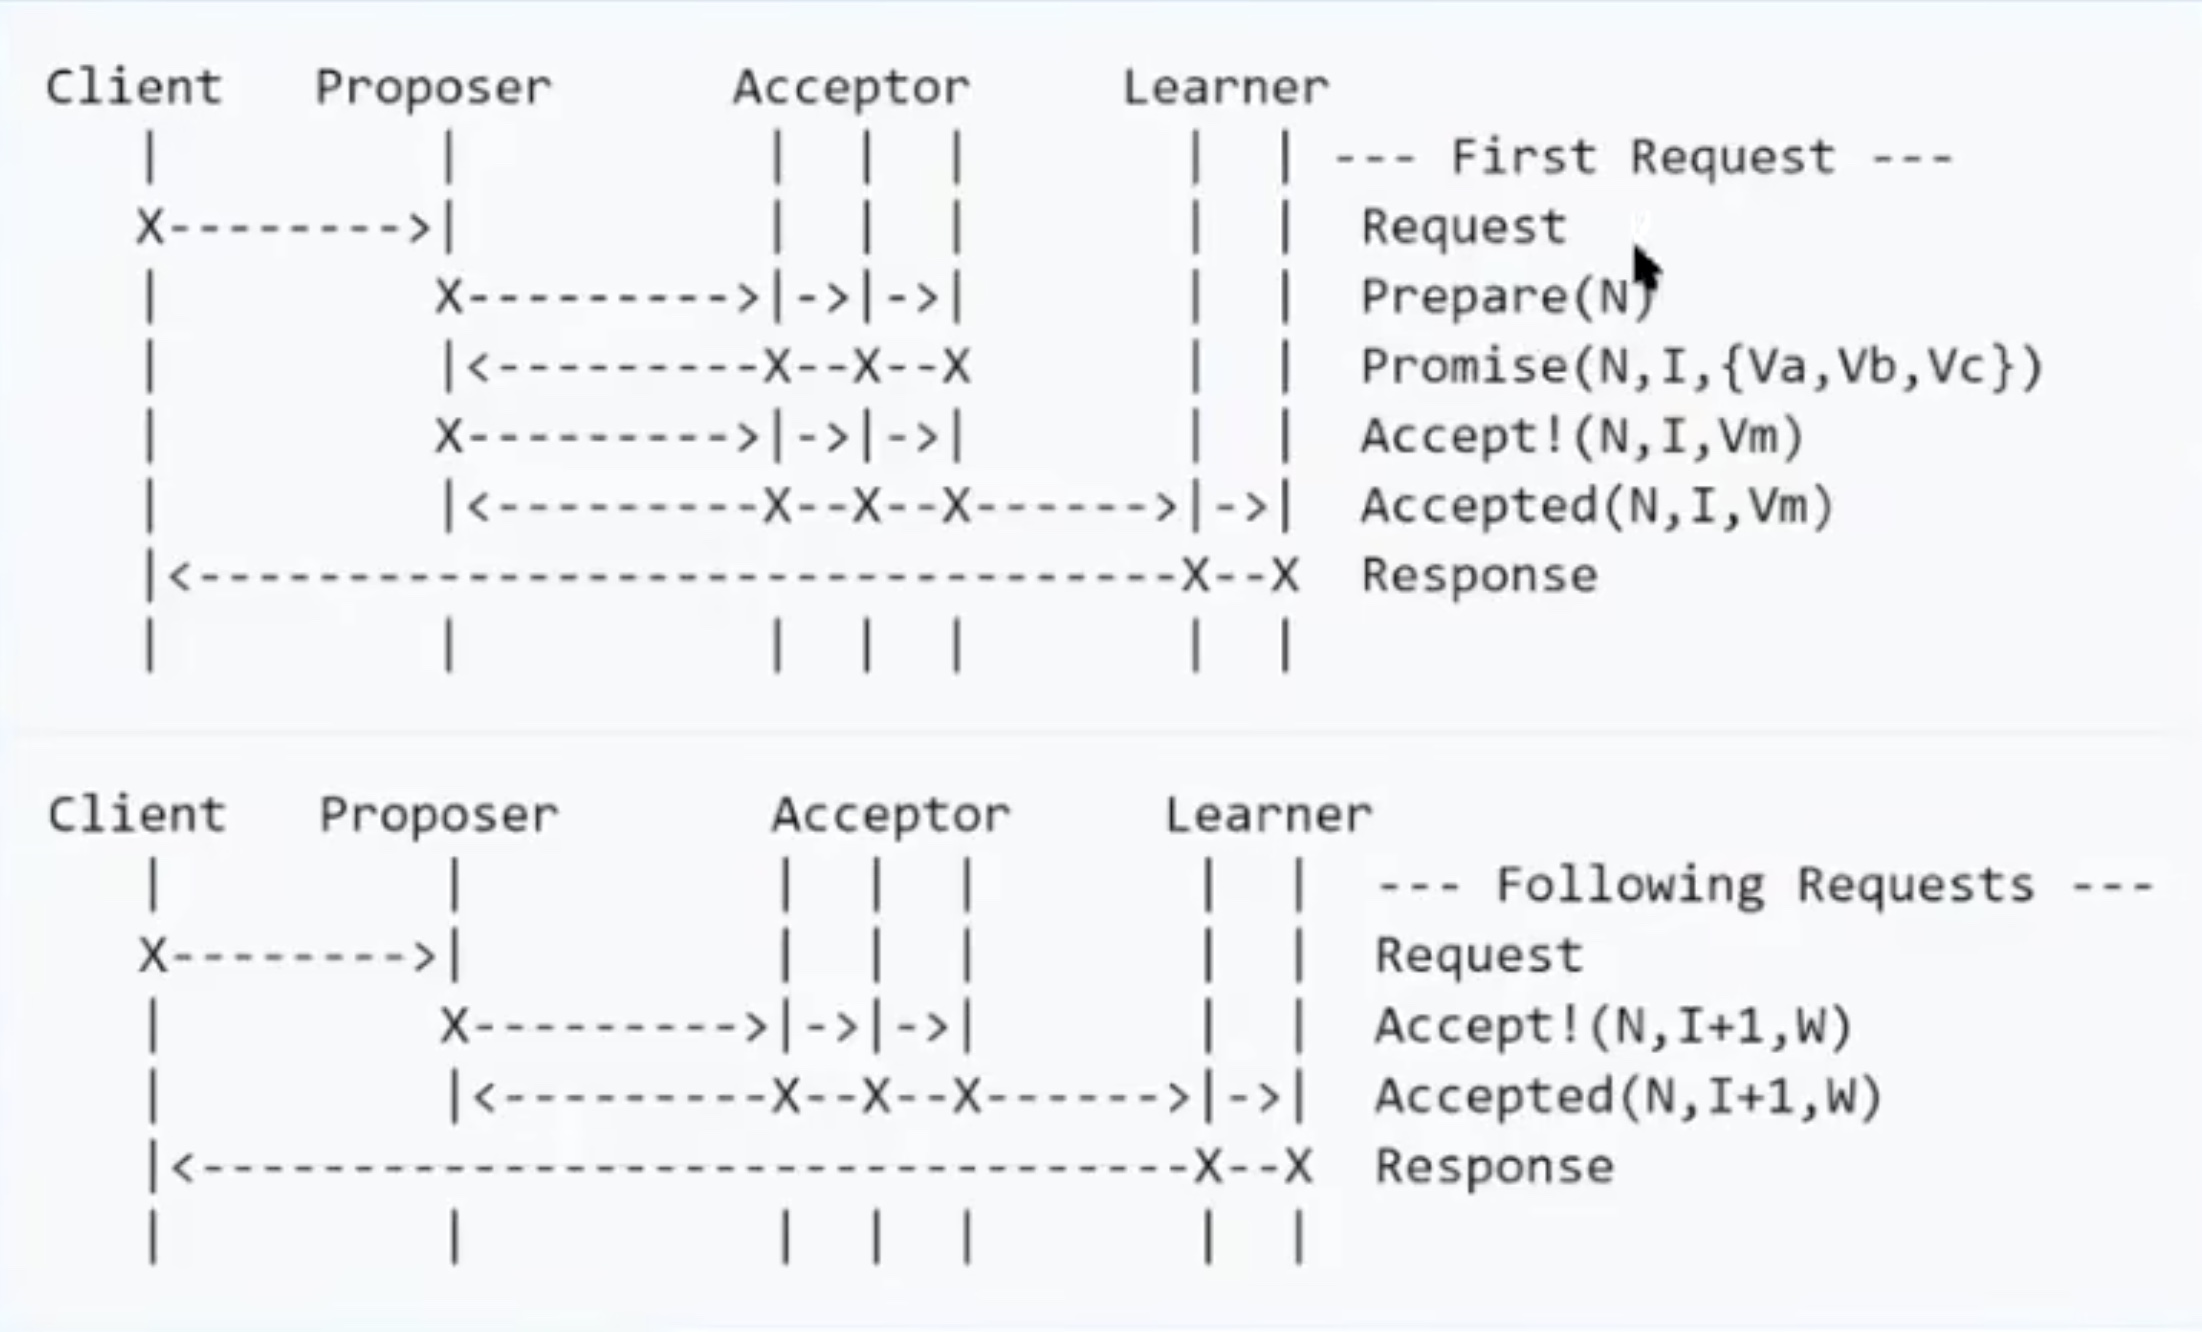 Client   Proposer      Acceptor     Learner
   |         |          |  |  |       |  | --- First Request ---
   X-------->|          |  |  |       |  |  Request
   |         X--------->|->|->|       |  |  Prepare(N)
   |         |<---------X--X--X       |  |  Promise(N,I,{Va,Vb,Vc})
   |         X--------->|->|->|       |  |  Accept!(N,I,Vm)
   |         |<---------X--X--X------>|->|  Accepted(N,I,Vm)
   |<---------------------------------X--X  Response
   |         |          |  |  |       |  |
Client   Proposer       Acceptor     Learner
   |         |          |  |  |       |  |  --- Following Requests ---
   X-------->|          |  |  |       |  |  Request
   |         X--------->|->|->|       |  |  Accept!(N,I+1,W)
   |         |<---------X--X--X------>|->|  Accepted(N,I+1,W)
   |<---------------------------------X--X  Response
   |         |          |  |  |       |  |